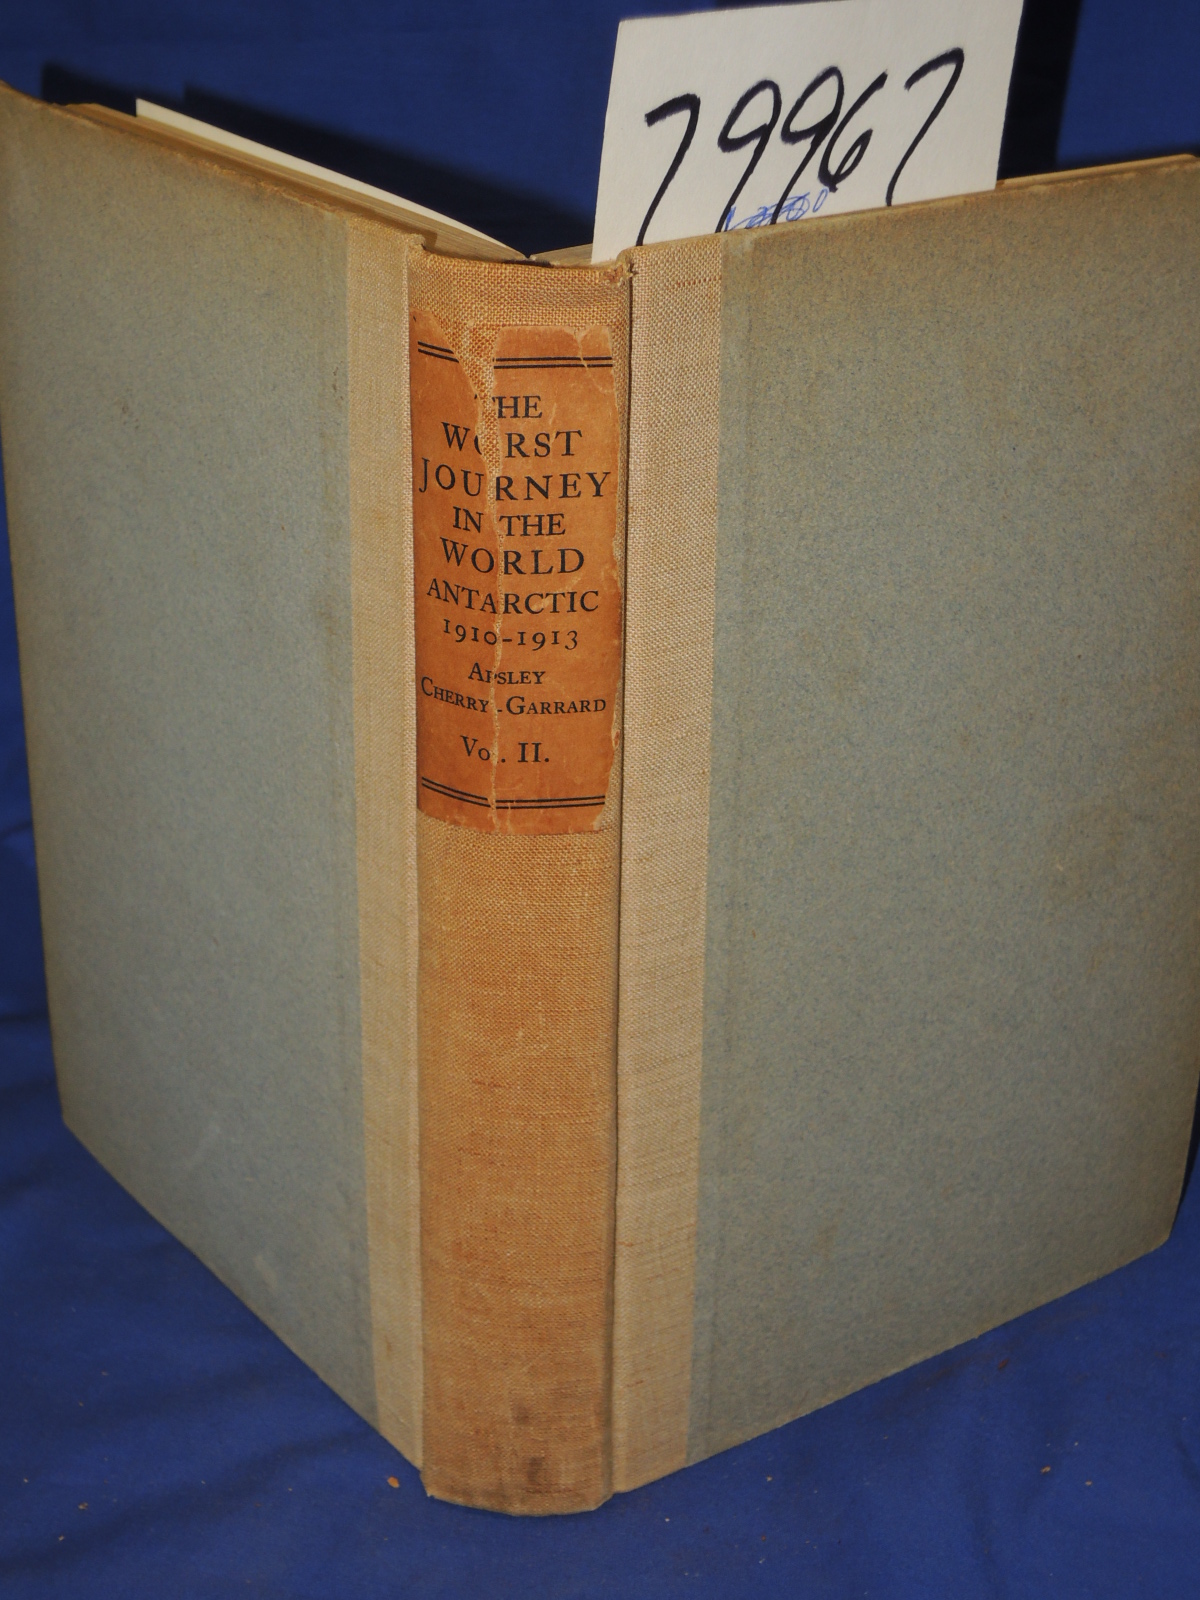 79967
THE
WORST
JOURNEY
IN THE
WORLD
ANTARCTIC
1910-1913
APSLEY
CHERRY-GARRARD
VOL. II.